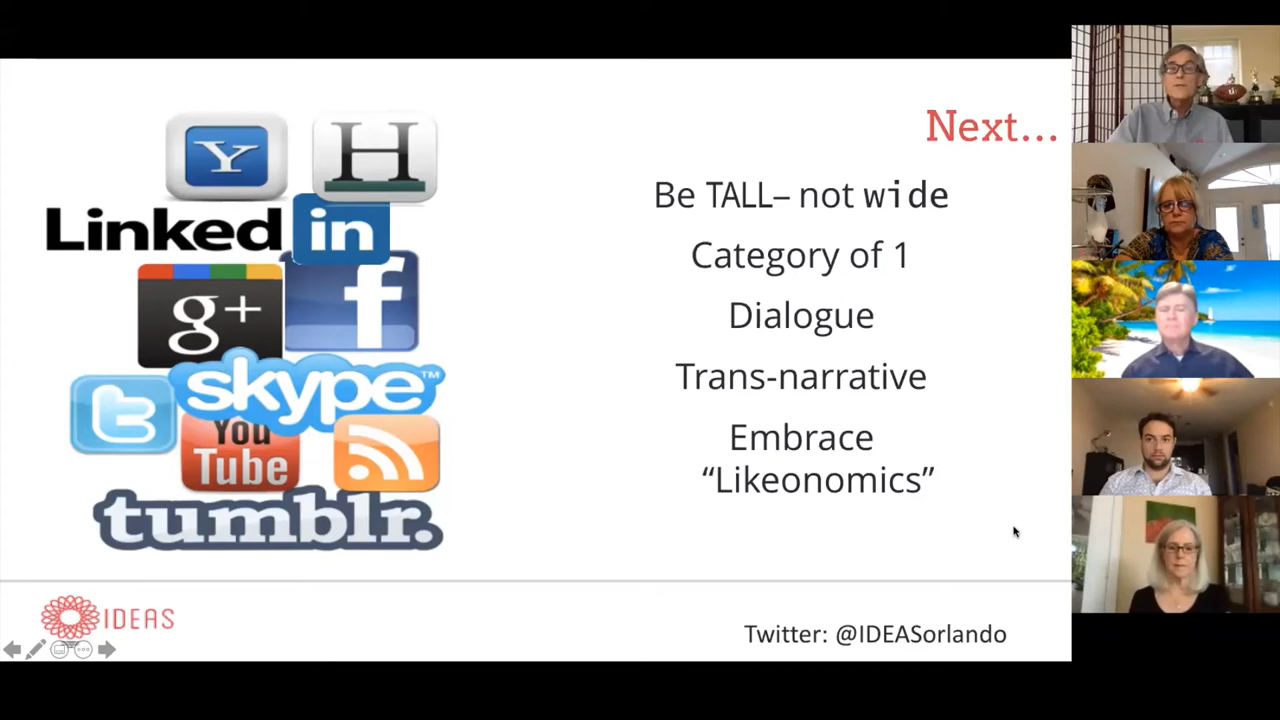 Next...
Be TALL– not wide
Category of 1
Dialogue
Trans-narrative
Embrace
“Likeonomics”
Y
H
Linked in
g+
f
skype™
t
You
Tube
tumblr.
IDEAS
Twitter: @IDEASorlando